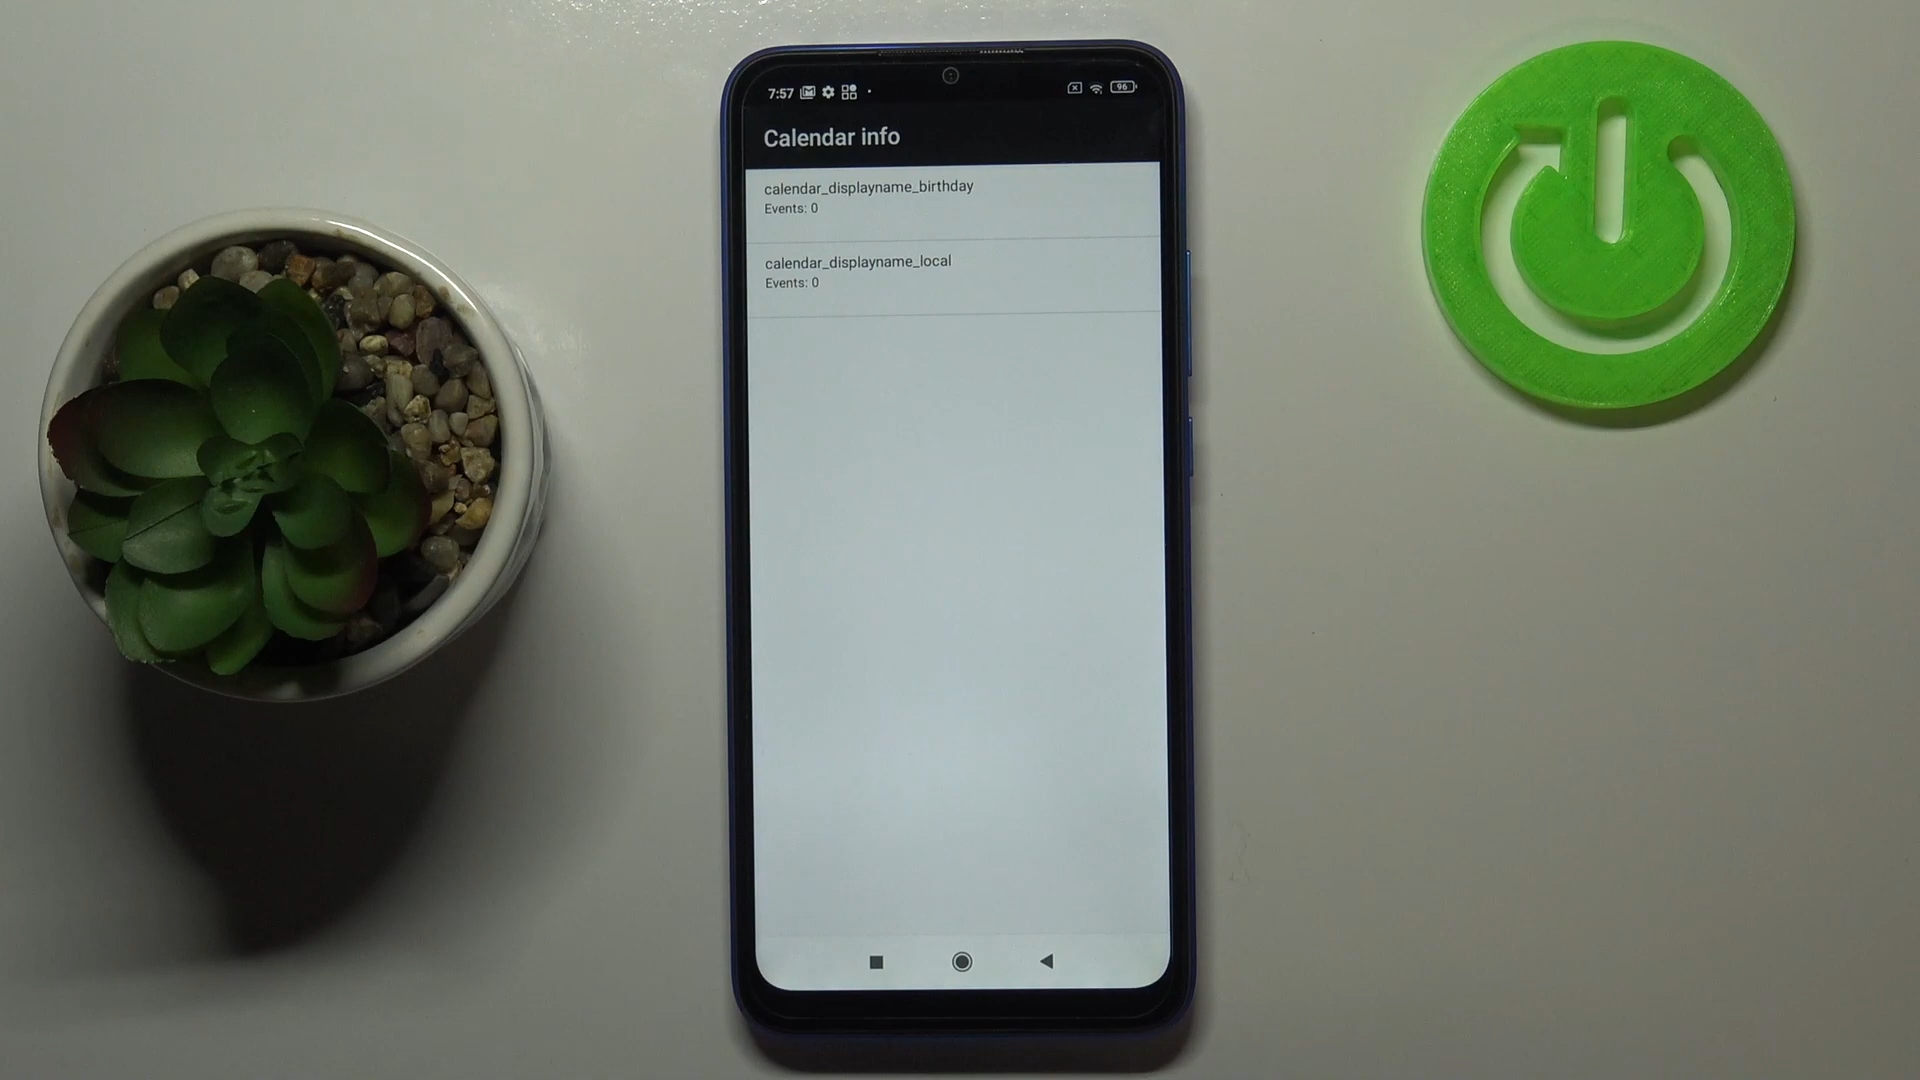 7:57
96
Calendar info
calendar_displayname_birthday
Events: 0
calendar_displayname_local
Events: 0